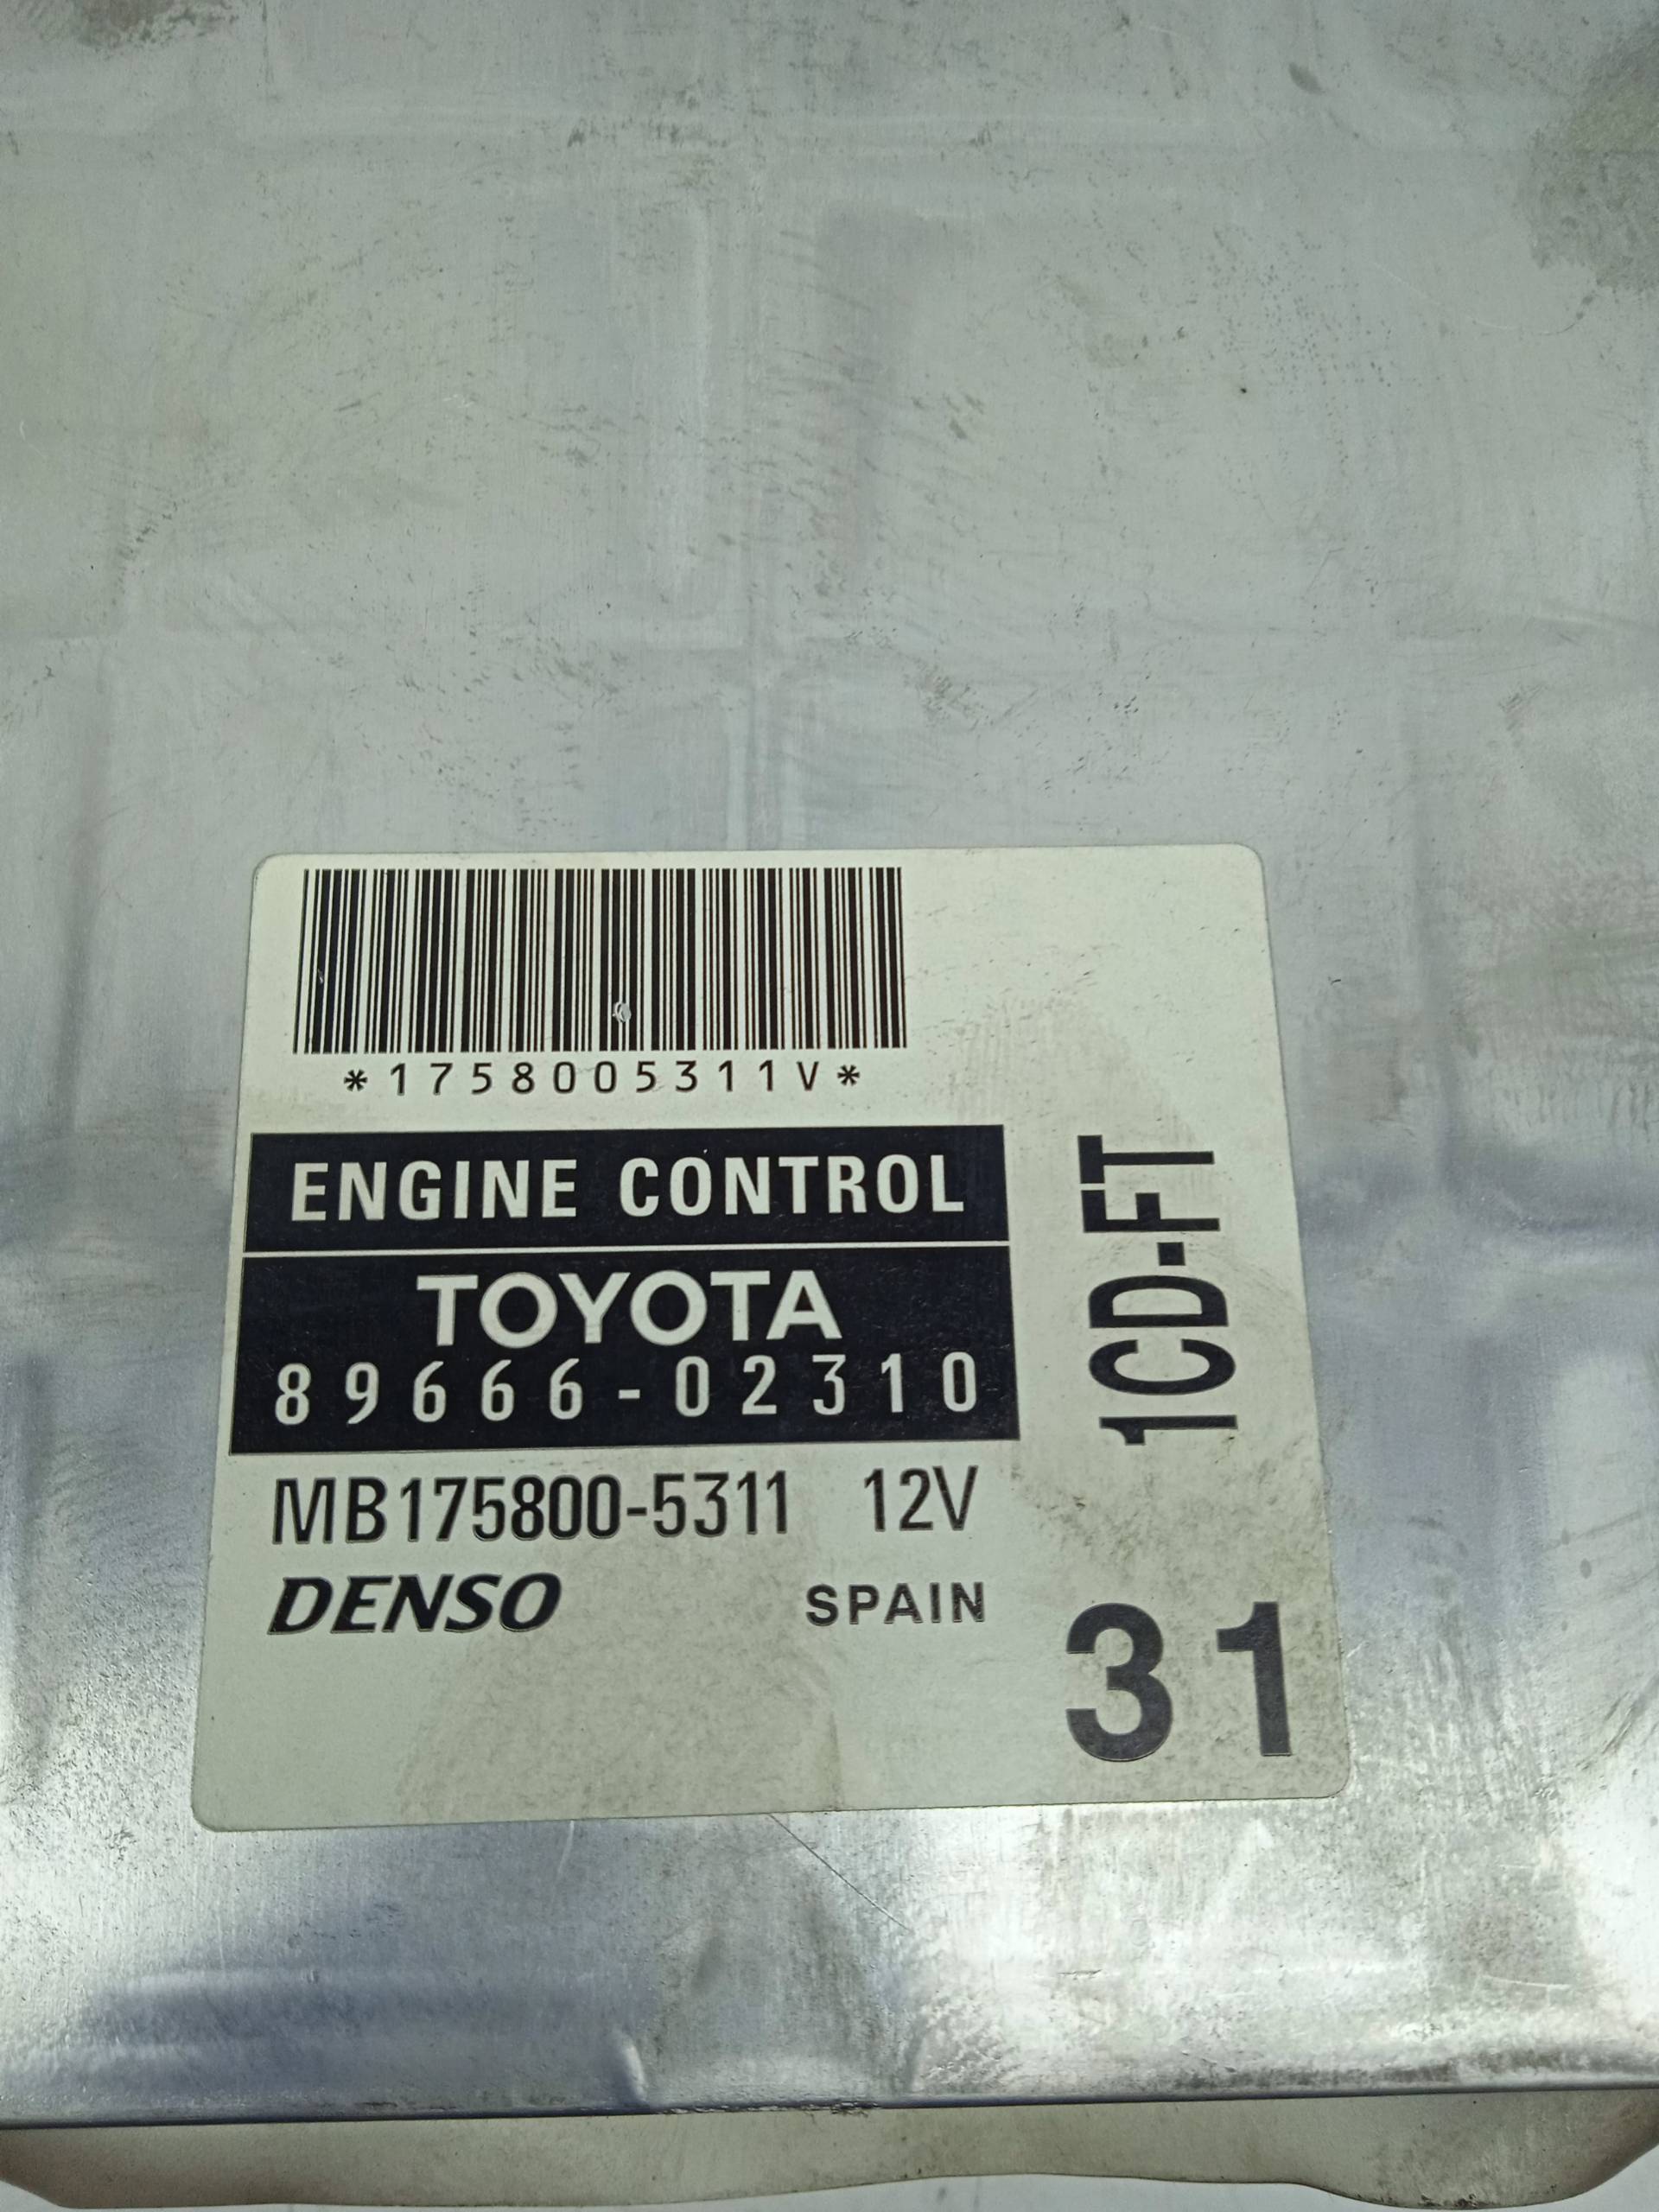 *1758005311V*
ENGINE CONTROL
TOYOTA
89666-02310
MB175800-5311 12V
DENSO SPAIN
1CD-FT
31